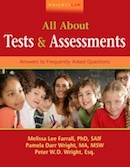 WRIGHTSLAW
All About
Tests & Assessments
Answers to Frequently Asked Questions
Melissa Lee Farrall, PhD, SAIF
Pamela Darr Wright, MA, MSW
Peter W.D. Wright, Esq.